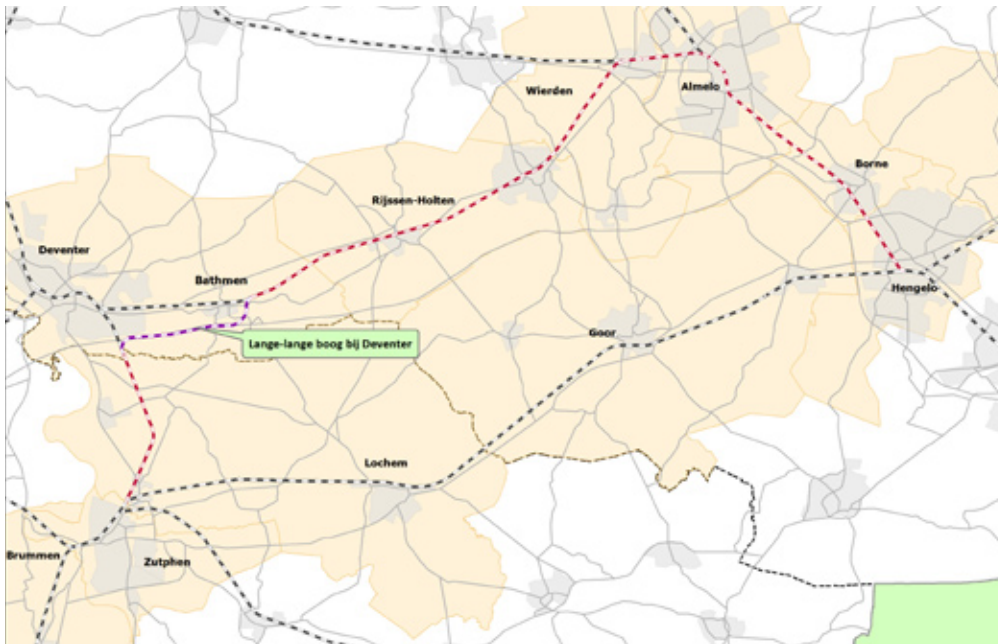 Wierden
Almelo
Borne
Rijssen-Holten
Deventer
Bathmen
Hengelo
Goor
Lange-lange boog bij Deventer
Lochem
Brummen
Zutphen